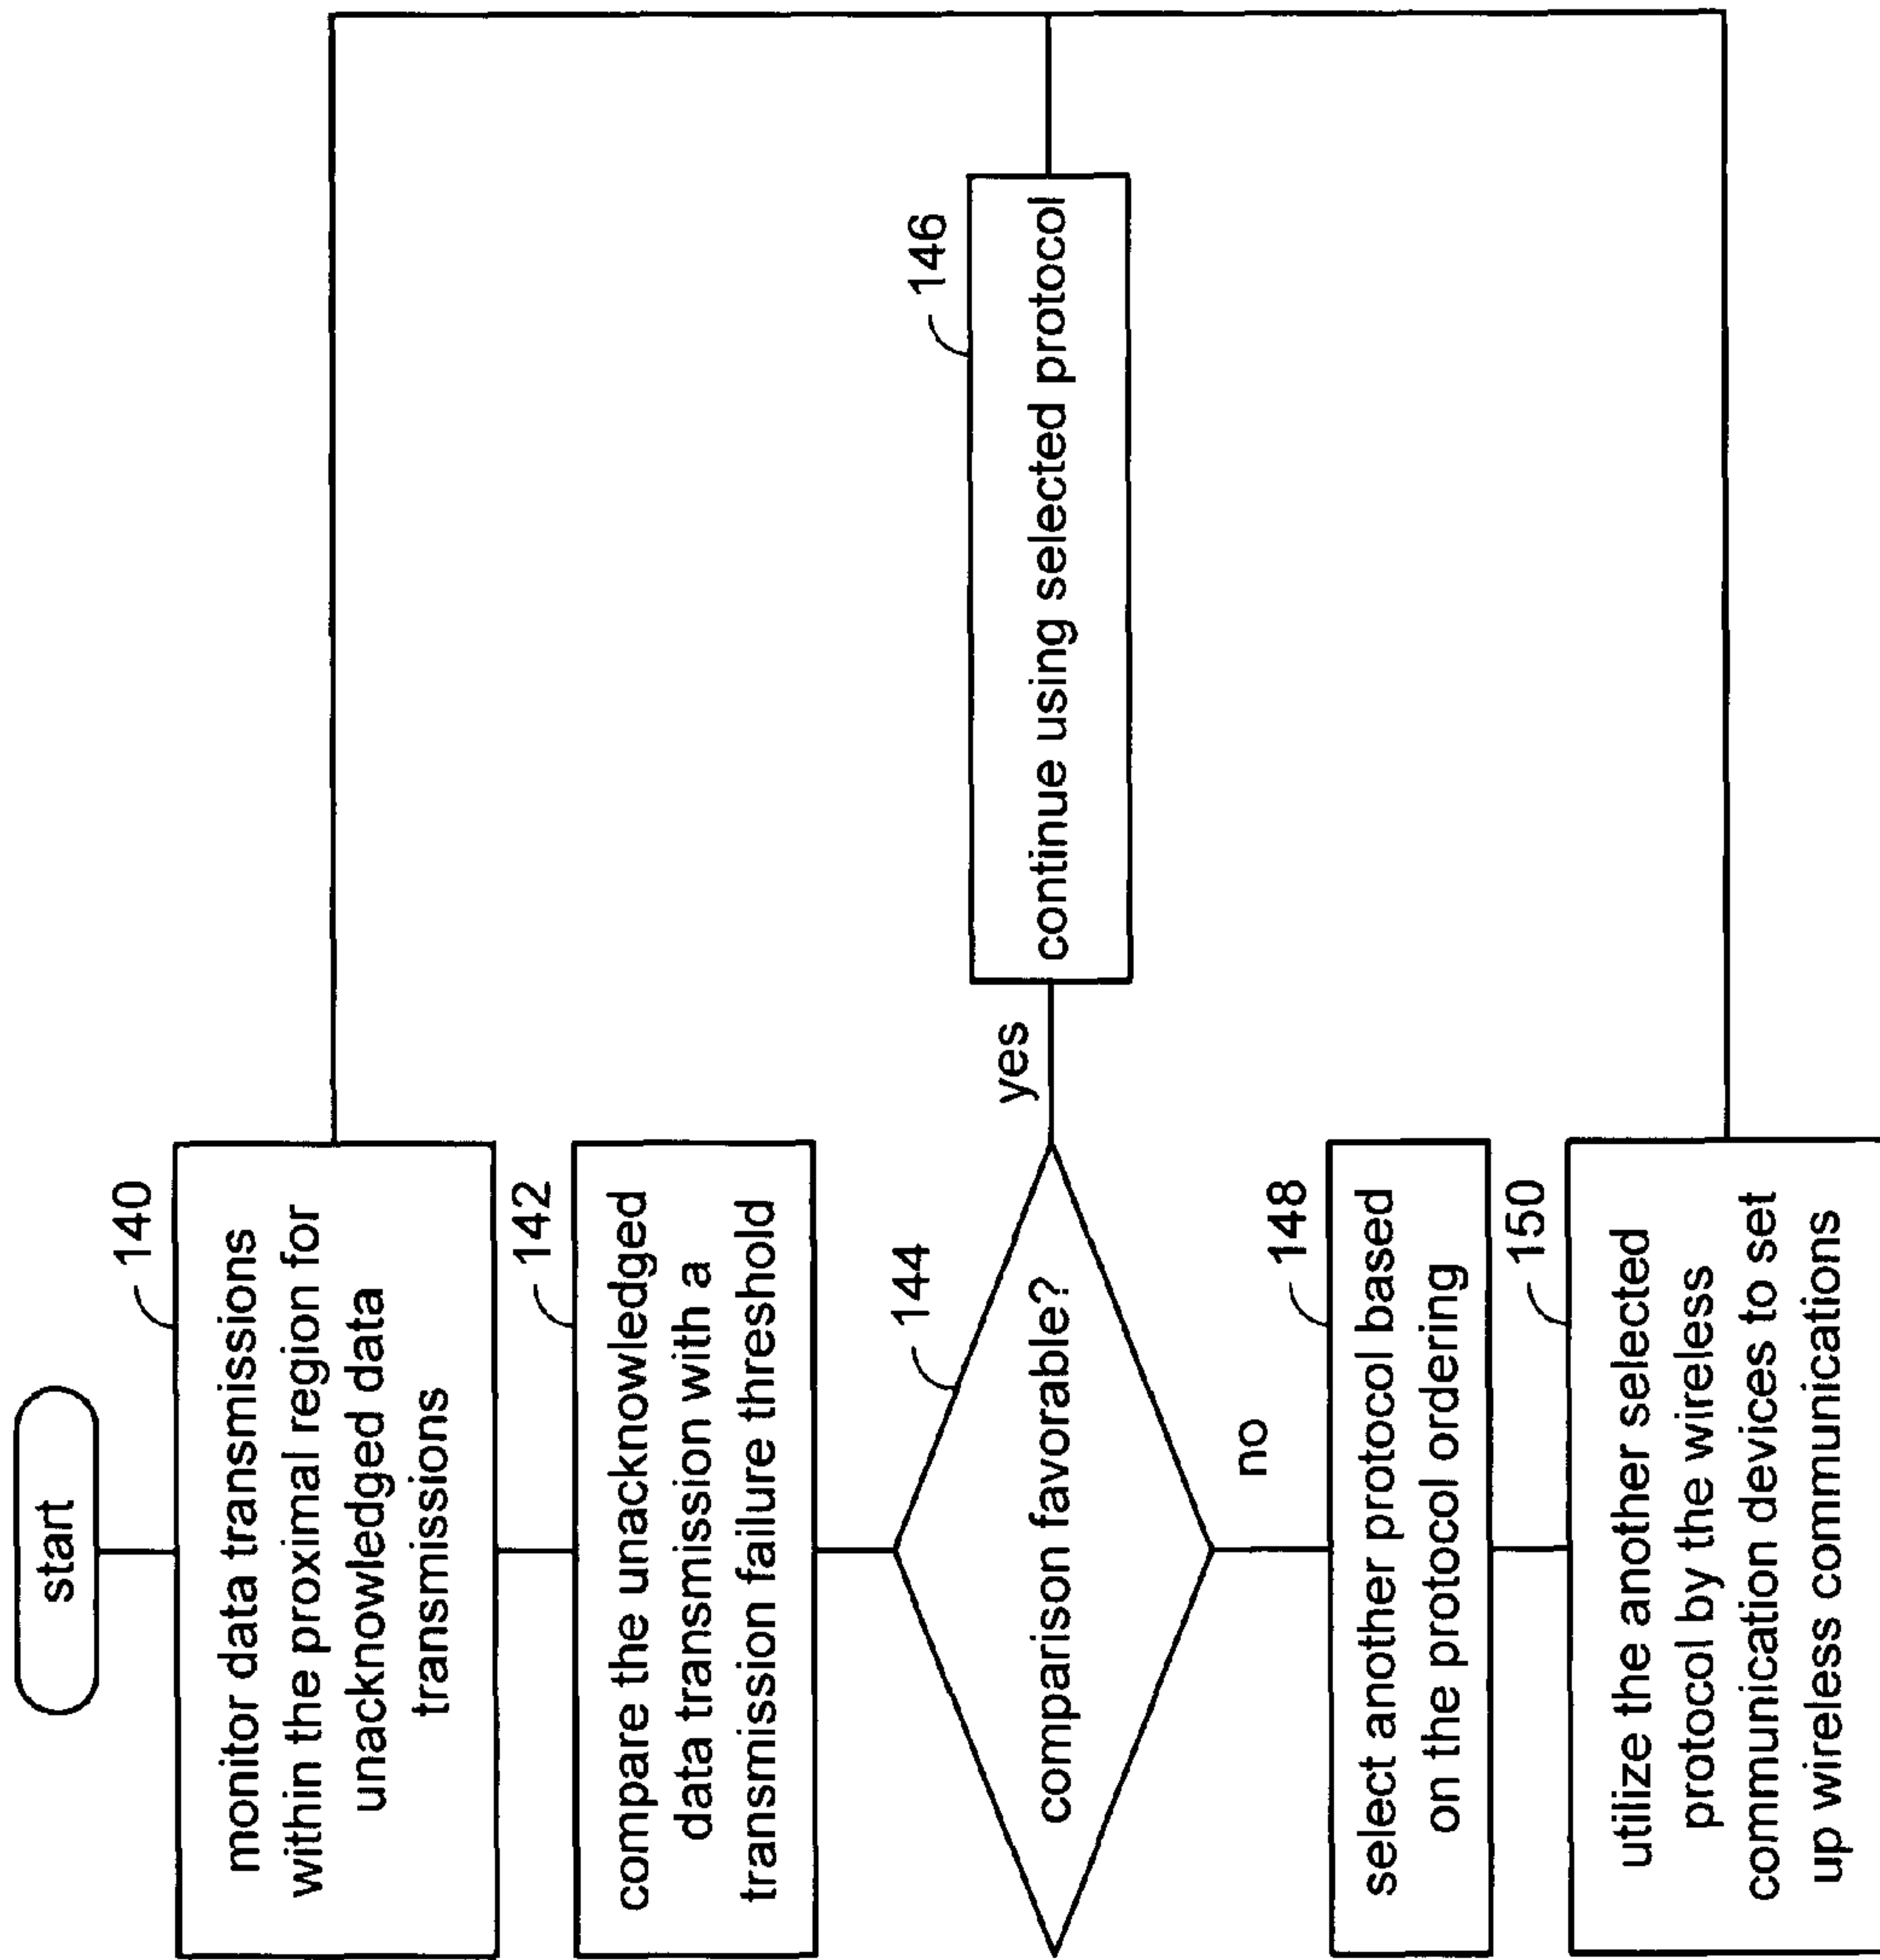 start
140
monitor data transmissions
within the proximal region for
unacknowledged data
transmissions
142
compare the unacknowledged
data transmission with a
transmission failure threshold
144
comparison favorable?
yes
146
continue using selected protocol
no
148
select another protocol based
on the protocol ordering
150
utilize the another selected
protocol by the wireless
communication devices to set
up wireless communications